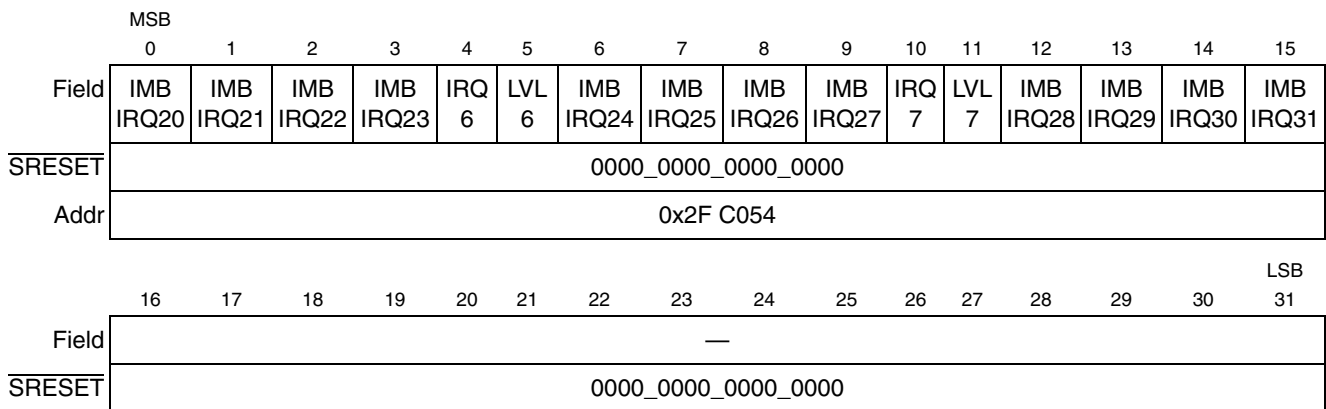 MSB
0 1 2 3 4 5 6 7 8 9 10 11 12 13 14 15
Field IMB IMB IMB IMB IRQ LVL IMB IMB IMB IMB IRQ LVL IMB IMB IMB IMB
IRQ20 IRQ21 IRQ22 IRQ23 6 6 IRQ24 IRQ25 IRQ26 IRQ27 7 7 IRQ28 IRQ29 IRQ30 IRQ31
SRESET 0000_0000_0000_0000
Addr 0x2F C054
LSB
16 17 18 19 20 21 22 23 24 25 26 27 28 29 30 31
Field —
SRESET 0000_0000_0000_0000